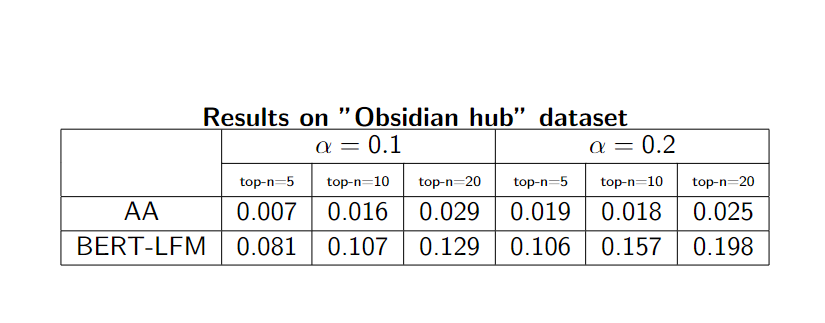 Results on "Obsidian hub" dataset
α = 0.1 α = 0.2
top-n=5 top-n=10 top-n=20 top-n=5 top-n=10 top-n=20
AA 0.007 0.016 0.029 0.019 0.018 0.025
BERT-LFM 0.081 0.107 0.129 0.106 0.157 0.198